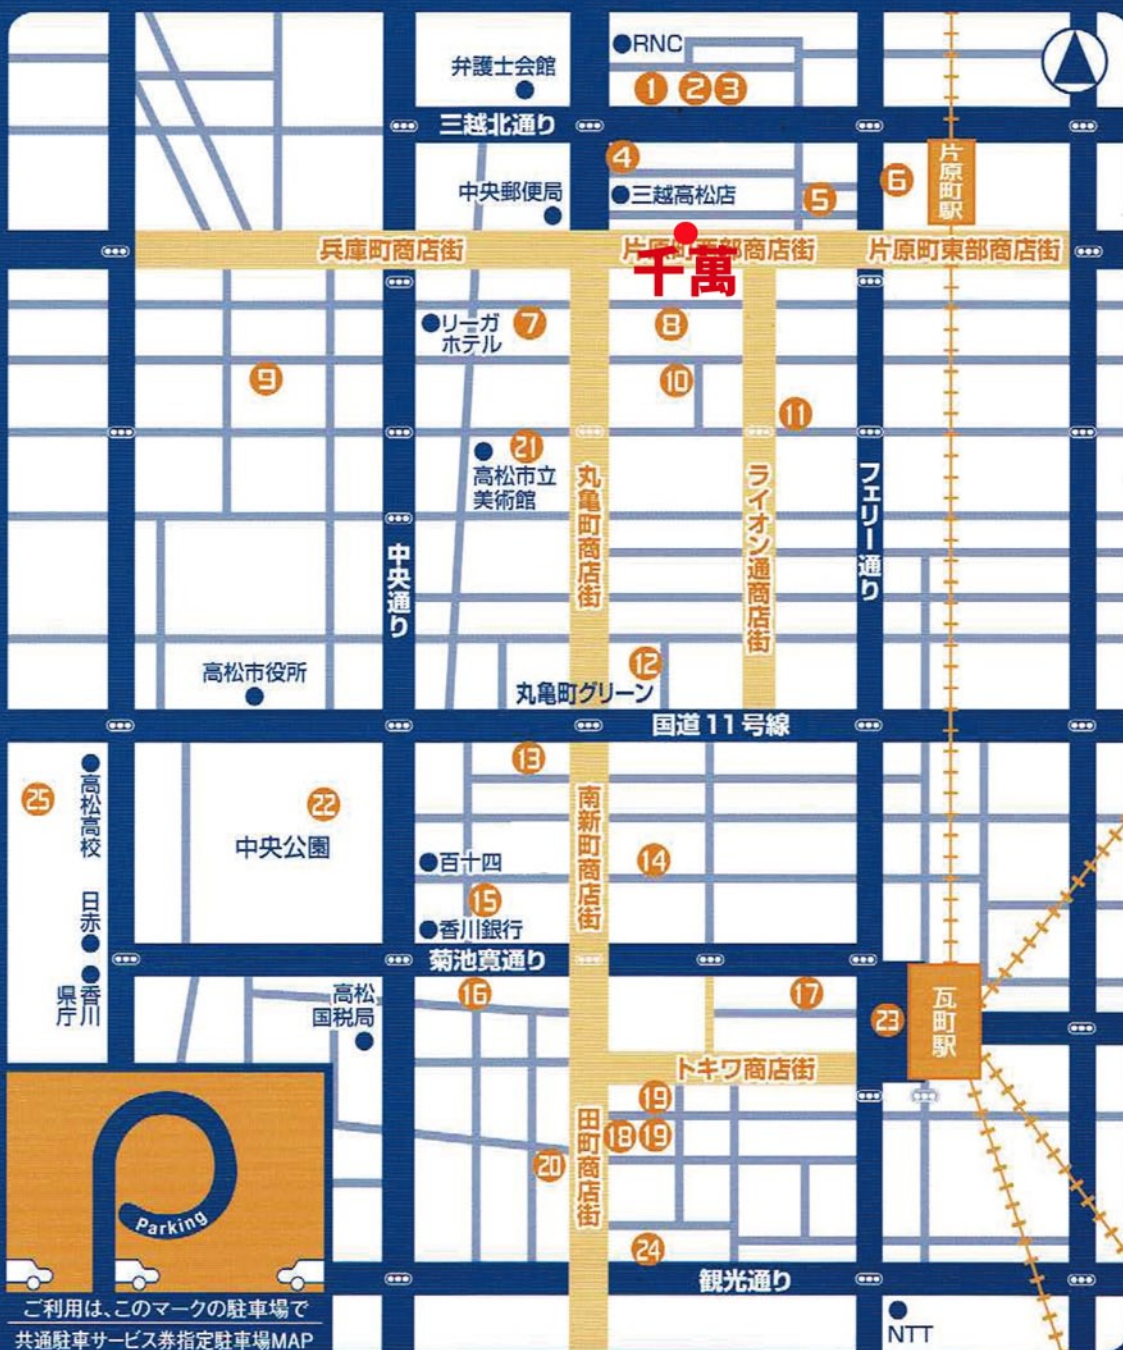 RNC
弁護士会館
1
2
3
三越北通り
4
片原町駅
中央郵便局
三越高松店
5
6
兵庫町商店街
片原町西部商店街
片原町東部商店街
千萬
リーガ
ホテル
7
8
9
10
11
21
高松市立
美術館
丸亀町商店街
ライオン通商店街
フェリー通り
中央通り
高松市役所
12
丸亀町グリーン
国道11号線
13
25
高松高校
22
中央公園
南新町商店街
百十四
14
15
日赤
香川銀行
菊池寛通り
香川
県庁
高松
国税局
16
17
23
瓦町駅
トキワ商店街
19
田町商店街
18
19
20
24
Parking
観光通り
ご利用は、このマークの駐車場で
共通駐車サービス券指定駐車場MAP
NTT